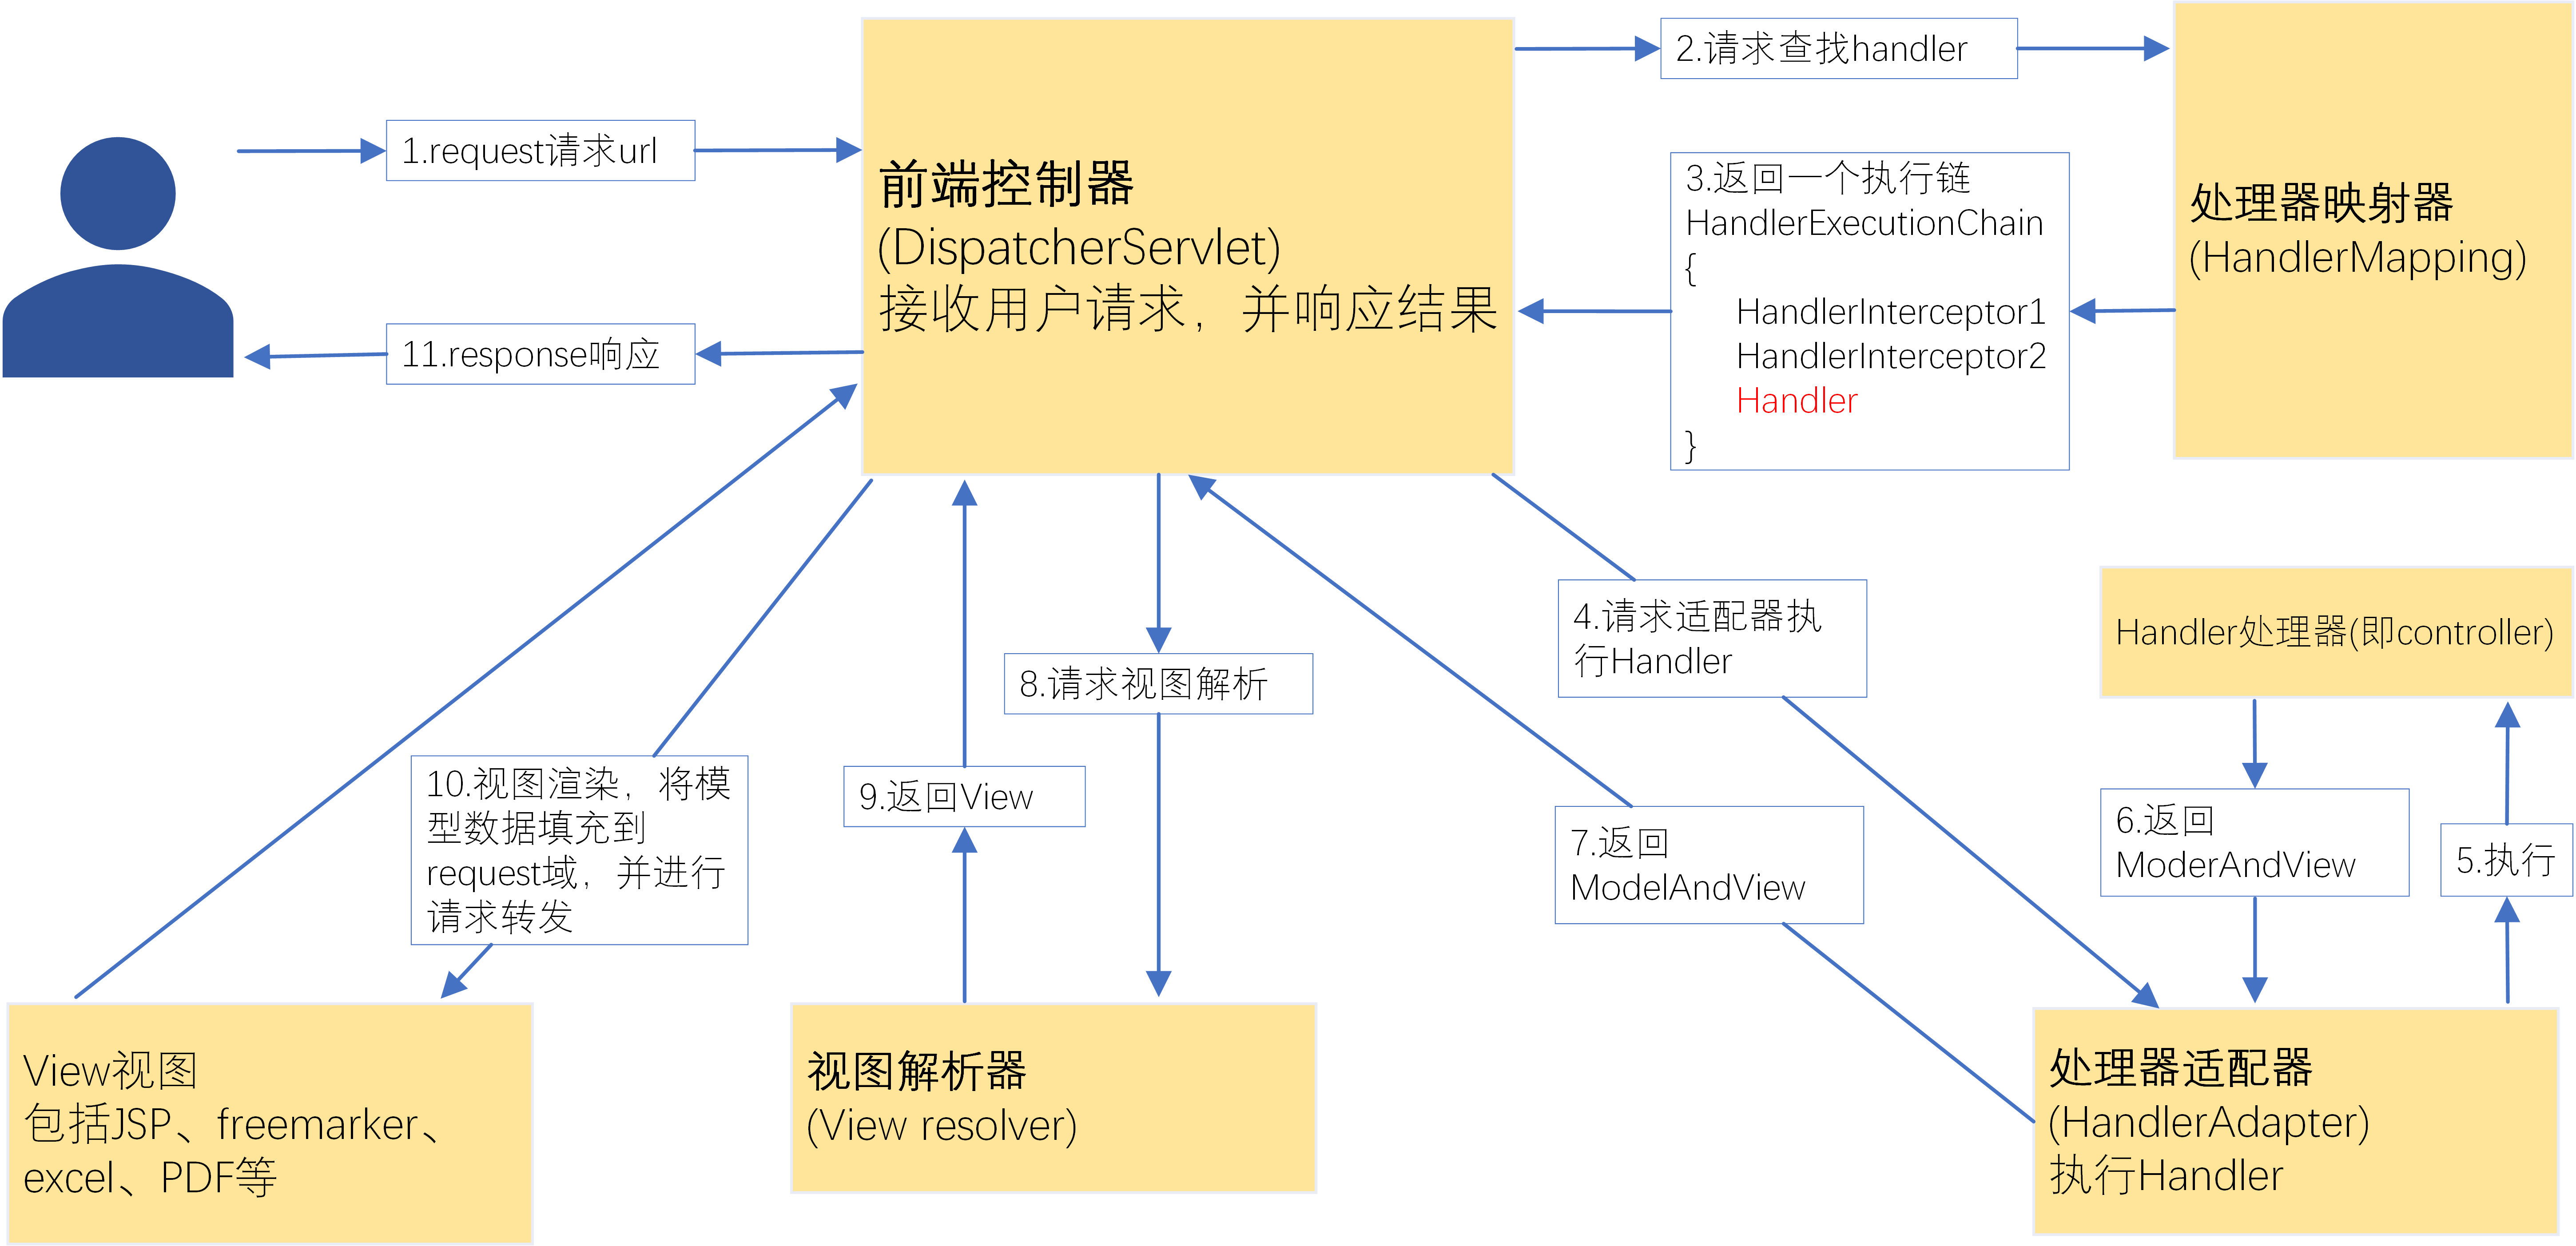 1.request请求url
前端控制器
(DispatcherServlet)
接收用户请求，并响应结果
2.请求查找handler
处理器映射器
(HandlerMapping)
3.返回一个执行链
HandlerExecutionChain
{
HandlerInterceptor1
HandlerInterceptor2
Handler
}
11.response响应
4.请求适配器执
行Handler
Handler处理器(即controller)
5.执行
6.返回
ModerAndView
7.返回
ModelAndView
8.请求视图解析
9.返回View
10.视图渲染，将模
型数据填充到
request域，并进行
请求转发
View视图
包括JSP、freemarker、
excel、PDF等
视图解析器
(View resolver)
处理器适配器
(HandlerAdapter)
执行Handler